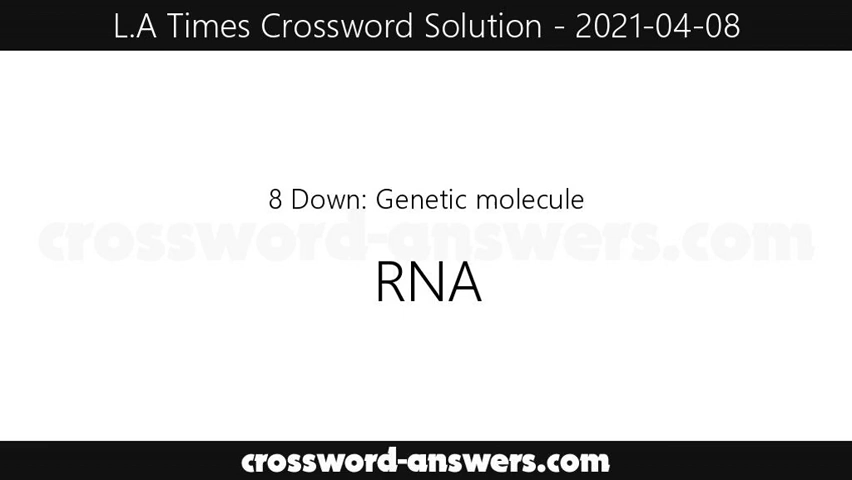 L.A Times Crossword Solution - 2021-04-08
8 Down: Genetic molecule
crossword-answers.com
RNA
crossword-answers.com